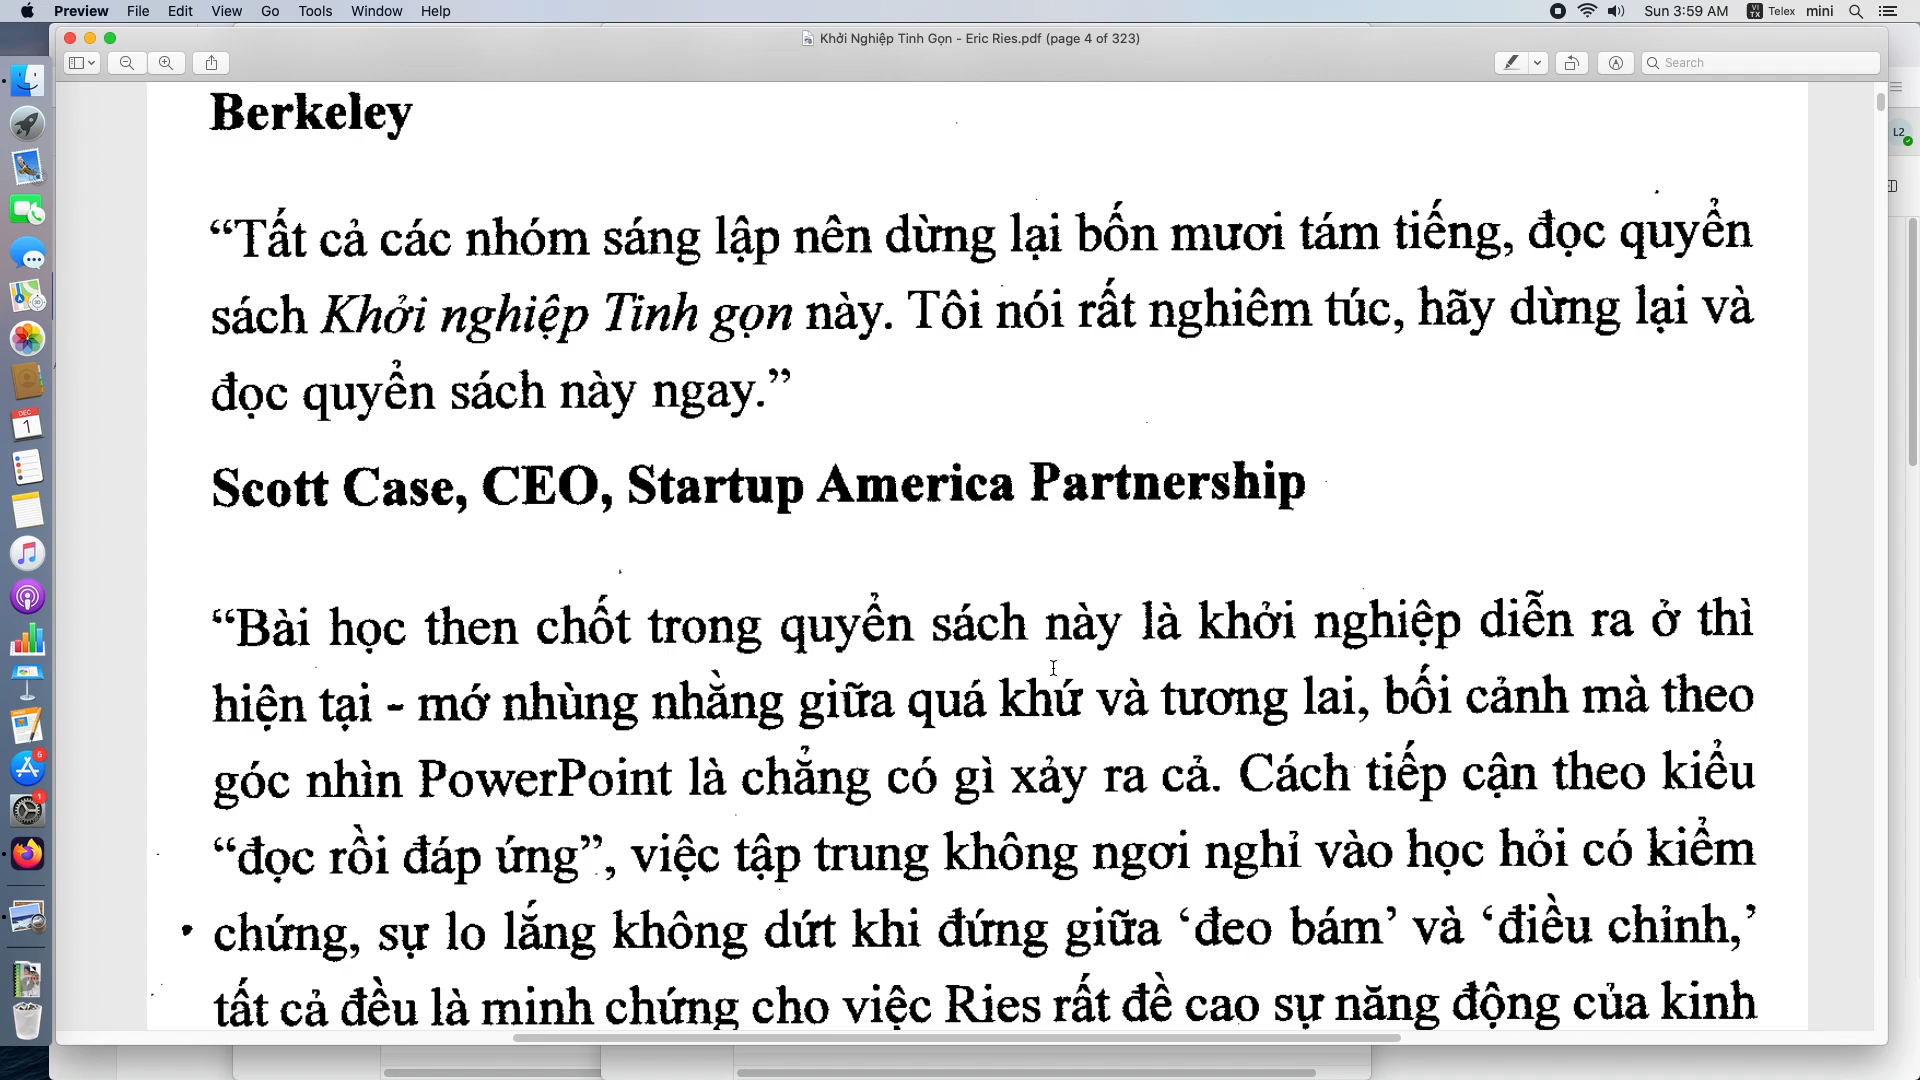 Preview File Edit View Go Tools Window Help
Sun 3:59 AM VI TX Telex mini
Khởi Nghiệp Tinh Gọn - Eric Ries.pdf (page 4 of 323)
Search
L2
Berkeley
“Tất cả các nhóm sáng lập nên dừng lại bốn mươi tám tiếng, đọc quyển
sách Khởi nghiệp Tinh gọn này. Tôi nói rất nghiêm túc, hãy dừng lại và
đọc quyển sách này ngay.”
Scott Case, CEO, Startup America Partnership
“Bài học then chốt trong quyển sách này là khởi nghiệp diễn ra ở thì
hiện tại - mớ nhùng nhằng giữa quá khứ và tương lai, bối cảnh mà theo
góc nhìn PowerPoint là chẳng có gì xảy ra cả. Cách tiếp cận theo kiểu
“đọc rồi đáp ứng”, việc tập trung không ngơi nghỉ vào học hỏi có kiểm
chứng, sự lo lắng không dứt khi đứng giữa ‘đeo bám’ và ‘điều chỉnh,’
tất cả đều là minh chứng cho việc Ries rất đề cao sự năng động của kinh
DEC
1
5
1